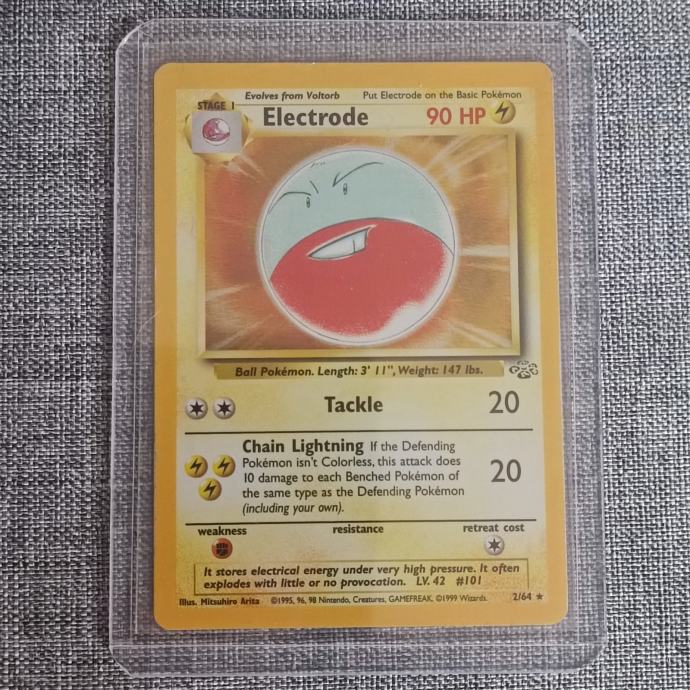 Evolves from Voltorb Put Electrode on the Basic Pokémon
STAGE 1
Electrode 90 HP
Ball Pokémon. Length: 3' 11", Weight: 147 lbs.
Tackle 20
Chain Lightning If the Defending
Pokémon isn't Colorless, this attack does
10 damage to each Benched Pokémon of
the same type as the Defending Pokémon
(including your own).
20
weakness resistance retreat cost
It stores electrical energy under very high pressure. It often
explodes with little or no provocation. LV. 42 #101
Illus. Mitsuhiro Arita ©1995, 96, 98 Nintendo, Creatures, GAMEFREAK. ©1999 Wizards. 2/64 ★